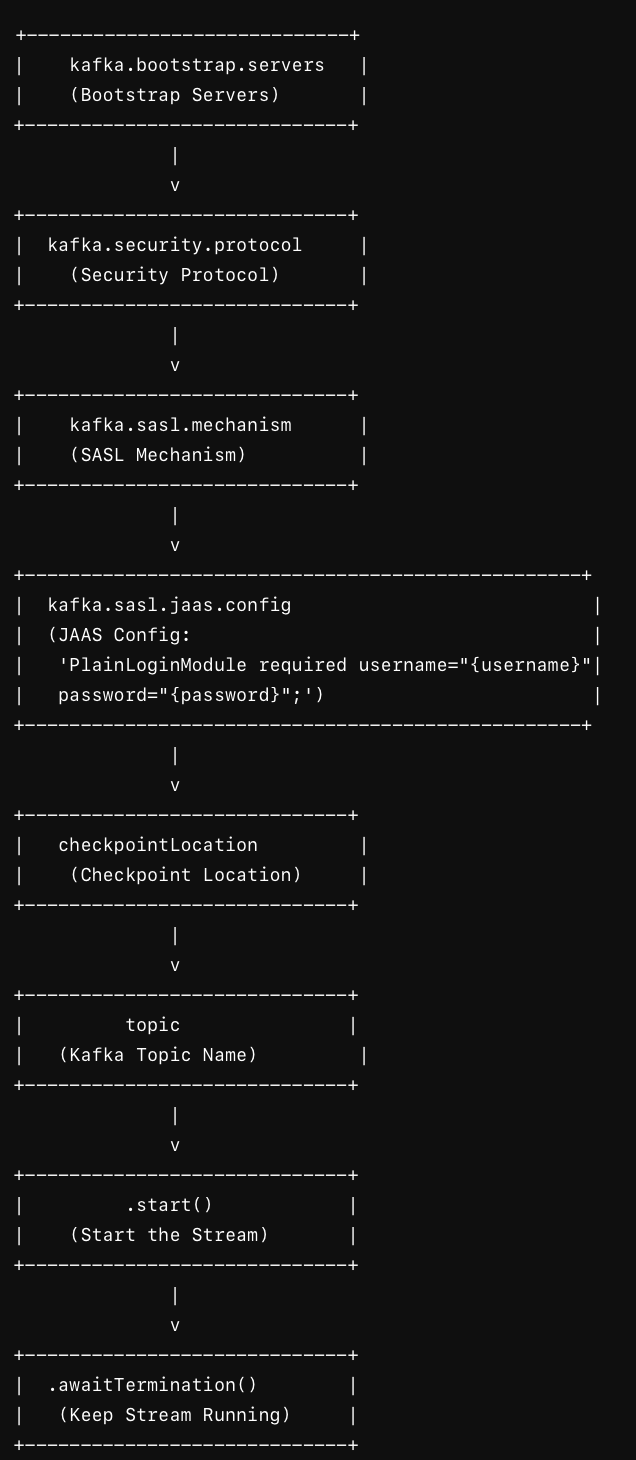 +-----------------------------+
|    kafka.bootstrap.servers   |
|    (Bootstrap Servers)       |
+-----------------------------+
              |
              v
+-----------------------------+
|  kafka.security.protocol     |
|    (Security Protocol)       |
+-----------------------------+
              |
              v
+-----------------------------+
|    kafka.sasl.mechanism      |
|    (SASL Mechanism)          |
+-----------------------------+
              |
              v
+--------------------------------------------------+
|  kafka.sasl.jaas.config                           |
|  (JAAS Config:                                    |
|   'PlainLoginModule required username="{username}"|
|   password="{password}";')                        |
+--------------------------------------------------+
              |
              v
+-----------------------------+
|   checkpointLocation         |
|    (Checkpoint Location)     |
+-----------------------------+
              |
              v
+-----------------------------+
|         topic               |
|   (Kafka Topic Name)         |
+-----------------------------+
              |
              v
+-----------------------------+
|         .start()            |
|    (Start the Stream)       |
+-----------------------------+
              |
              v
+-----------------------------+
|  .awaitTermination()        |
|   (Keep Stream Running)     |
+-----------------------------+